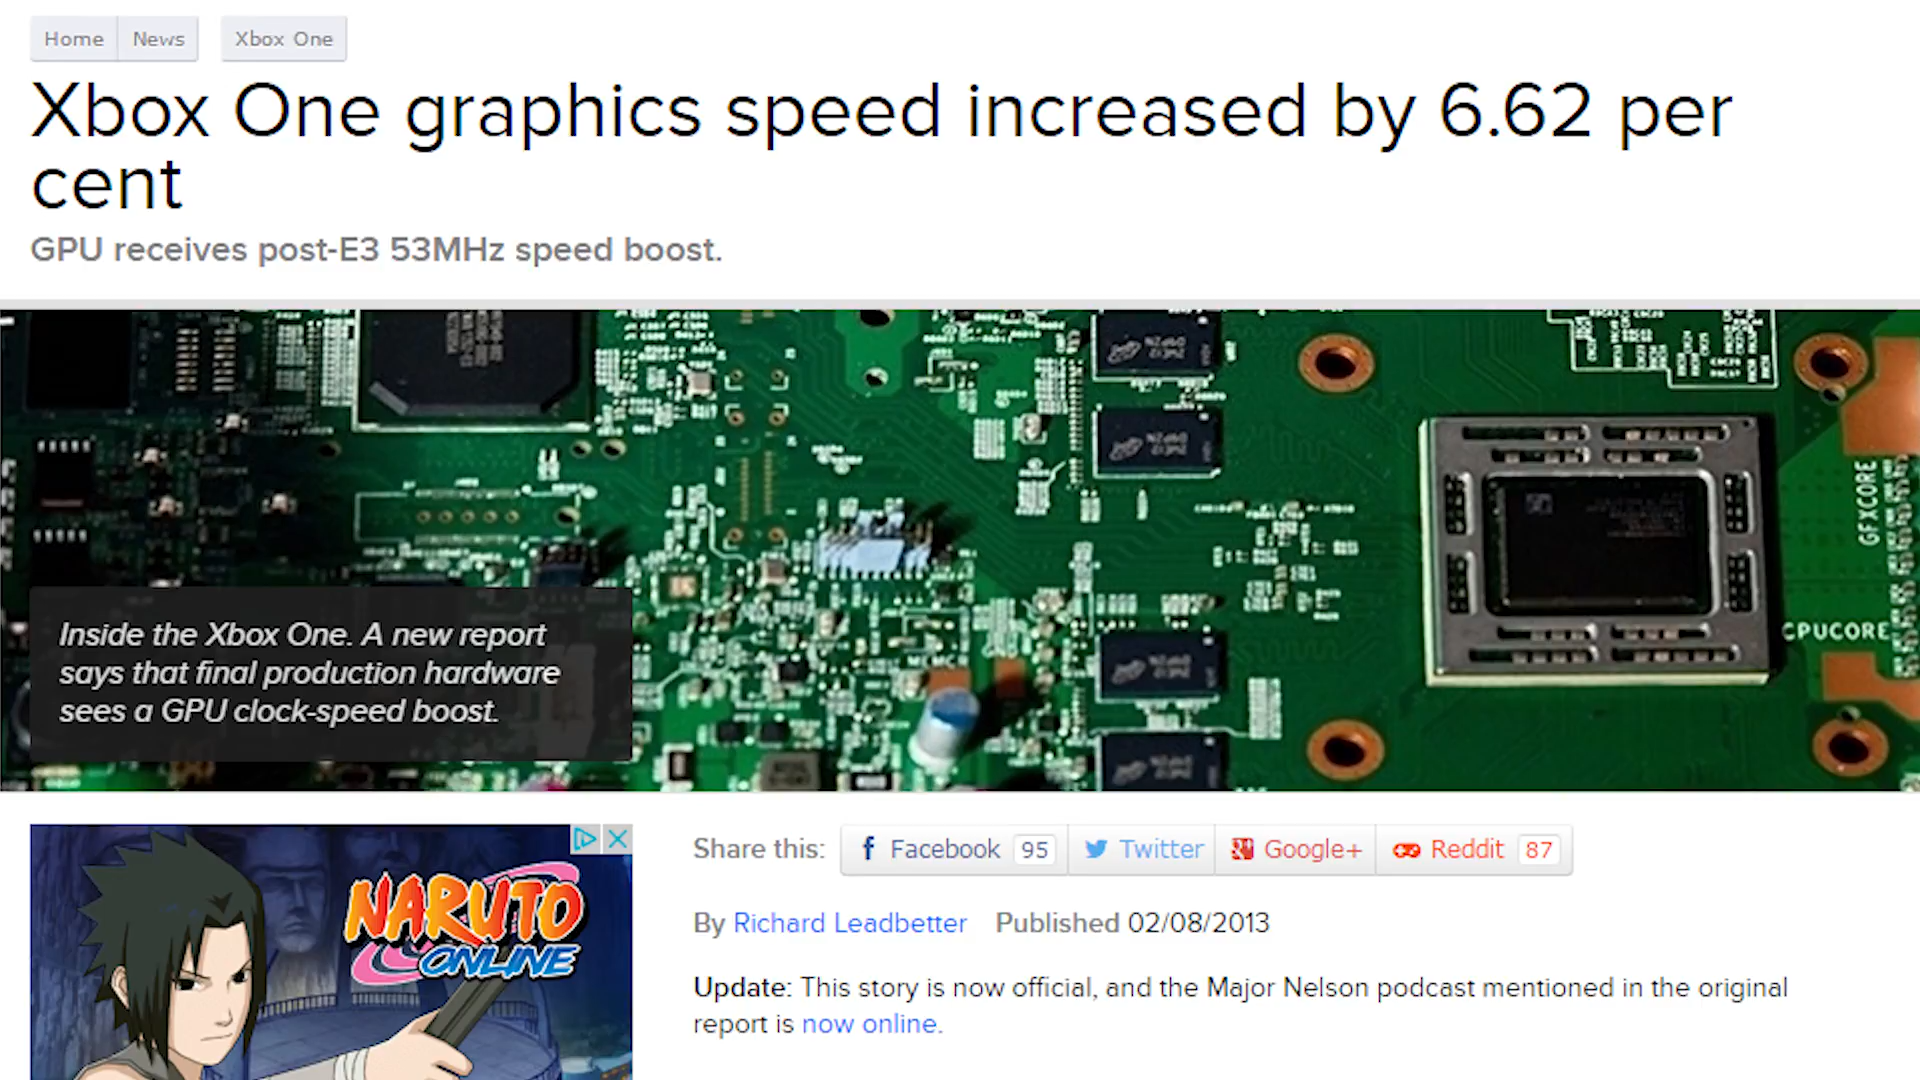 Home News Xbox One
Xbox One graphics speed increased by 6.62 per
cent
GPU receives post-E3 53MHz speed boost.
GFXCORE
CPUCORE
Inside the Xbox One. A new report
says that final production hardware
sees a GPU clock-speed boost.
NARUTO
ONLINE
Share this: Facebook 95 Twitter Google+ Reddit 87
By Richard Leadbetter Published 02/08/2013
Update: This story is now official, and the Major Nelson podcast mentioned in the original
report is now online.